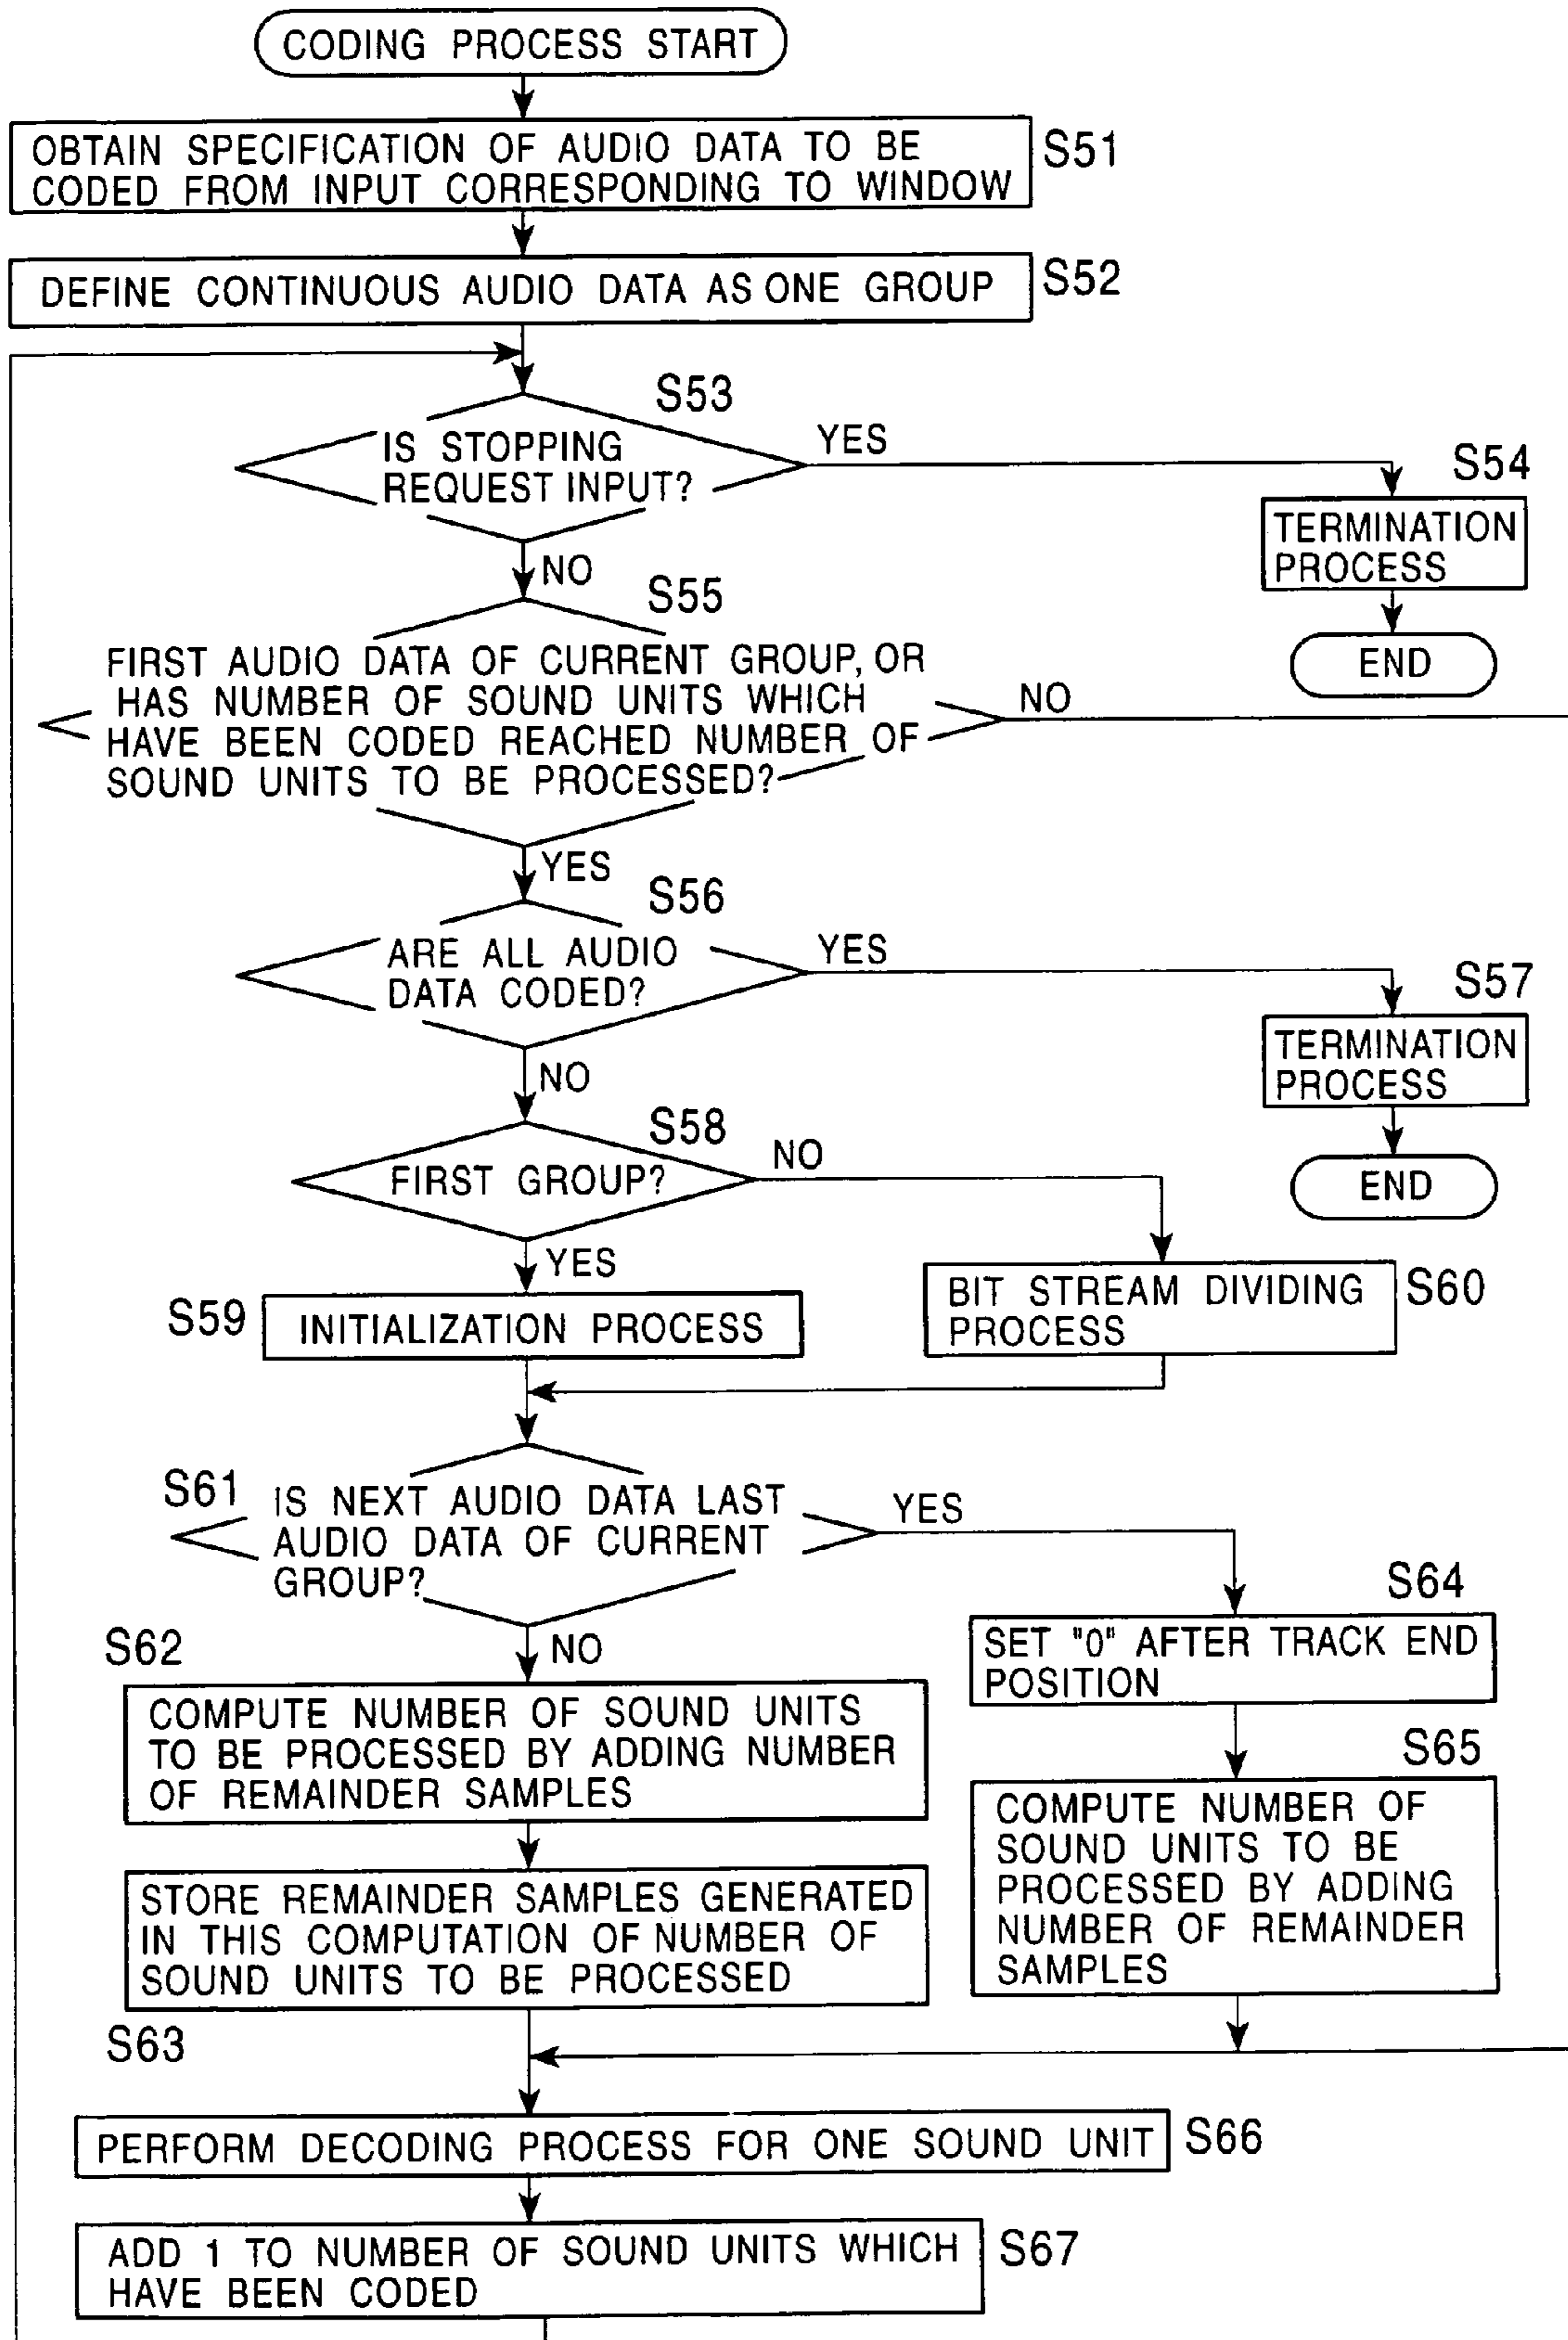 CODING PROCESS START
OBTAIN SPECIFICATION OF AUDIO DATA TO BE
CODED FROM INPUT CORRESPONDING TO WINDOW
S51
DEFINE CONTINUOUS AUDIO DATA AS ONE GROUP
S52
S53
IS STOPPING
REQUEST INPUT?
YES
S54
TERMINATION
PROCESS
END
NO
S55
FIRST AUDIO DATA OF CURRENT GROUP, OR
HAS NUMBER OF SOUND UNITS WHICH
HAVE BEEN CODED REACHED NUMBER OF
SOUND UNITS TO BE PROCESSED?
NO
YES
S56
ARE ALL AUDIO
DATA CODED?
YES
S57
TERMINATION
PROCESS
END
NO
S58
FIRST GROUP?
NO
YES
S59
INITIALIZATION PROCESS
BIT STREAM DIVIDING
PROCESS
S60
S61
IS NEXT AUDIO DATA LAST
AUDIO DATA OF CURRENT
GROUP?
YES
NO
S62
COMPUTE NUMBER OF SOUND UNITS
TO BE PROCESSED BY ADDING NUMBER
OF REMAINDER SAMPLES
S64
SET "0" AFTER TRACK END
POSITION
S65
COMPUTE NUMBER OF
SOUND UNITS TO BE
PROCESSED BY ADDING
NUMBER OF REMAINDER
SAMPLES
STORE REMAINDER SAMPLES GENERATED
IN THIS COMPUTATION OF NUMBER OF
SOUND UNITS TO BE PROCESSED
S63
PERFORM DECODING PROCESS FOR ONE SOUND UNIT
S66
ADD 1 TO NUMBER OF SOUND UNITS WHICH
HAVE BEEN CODED
S67